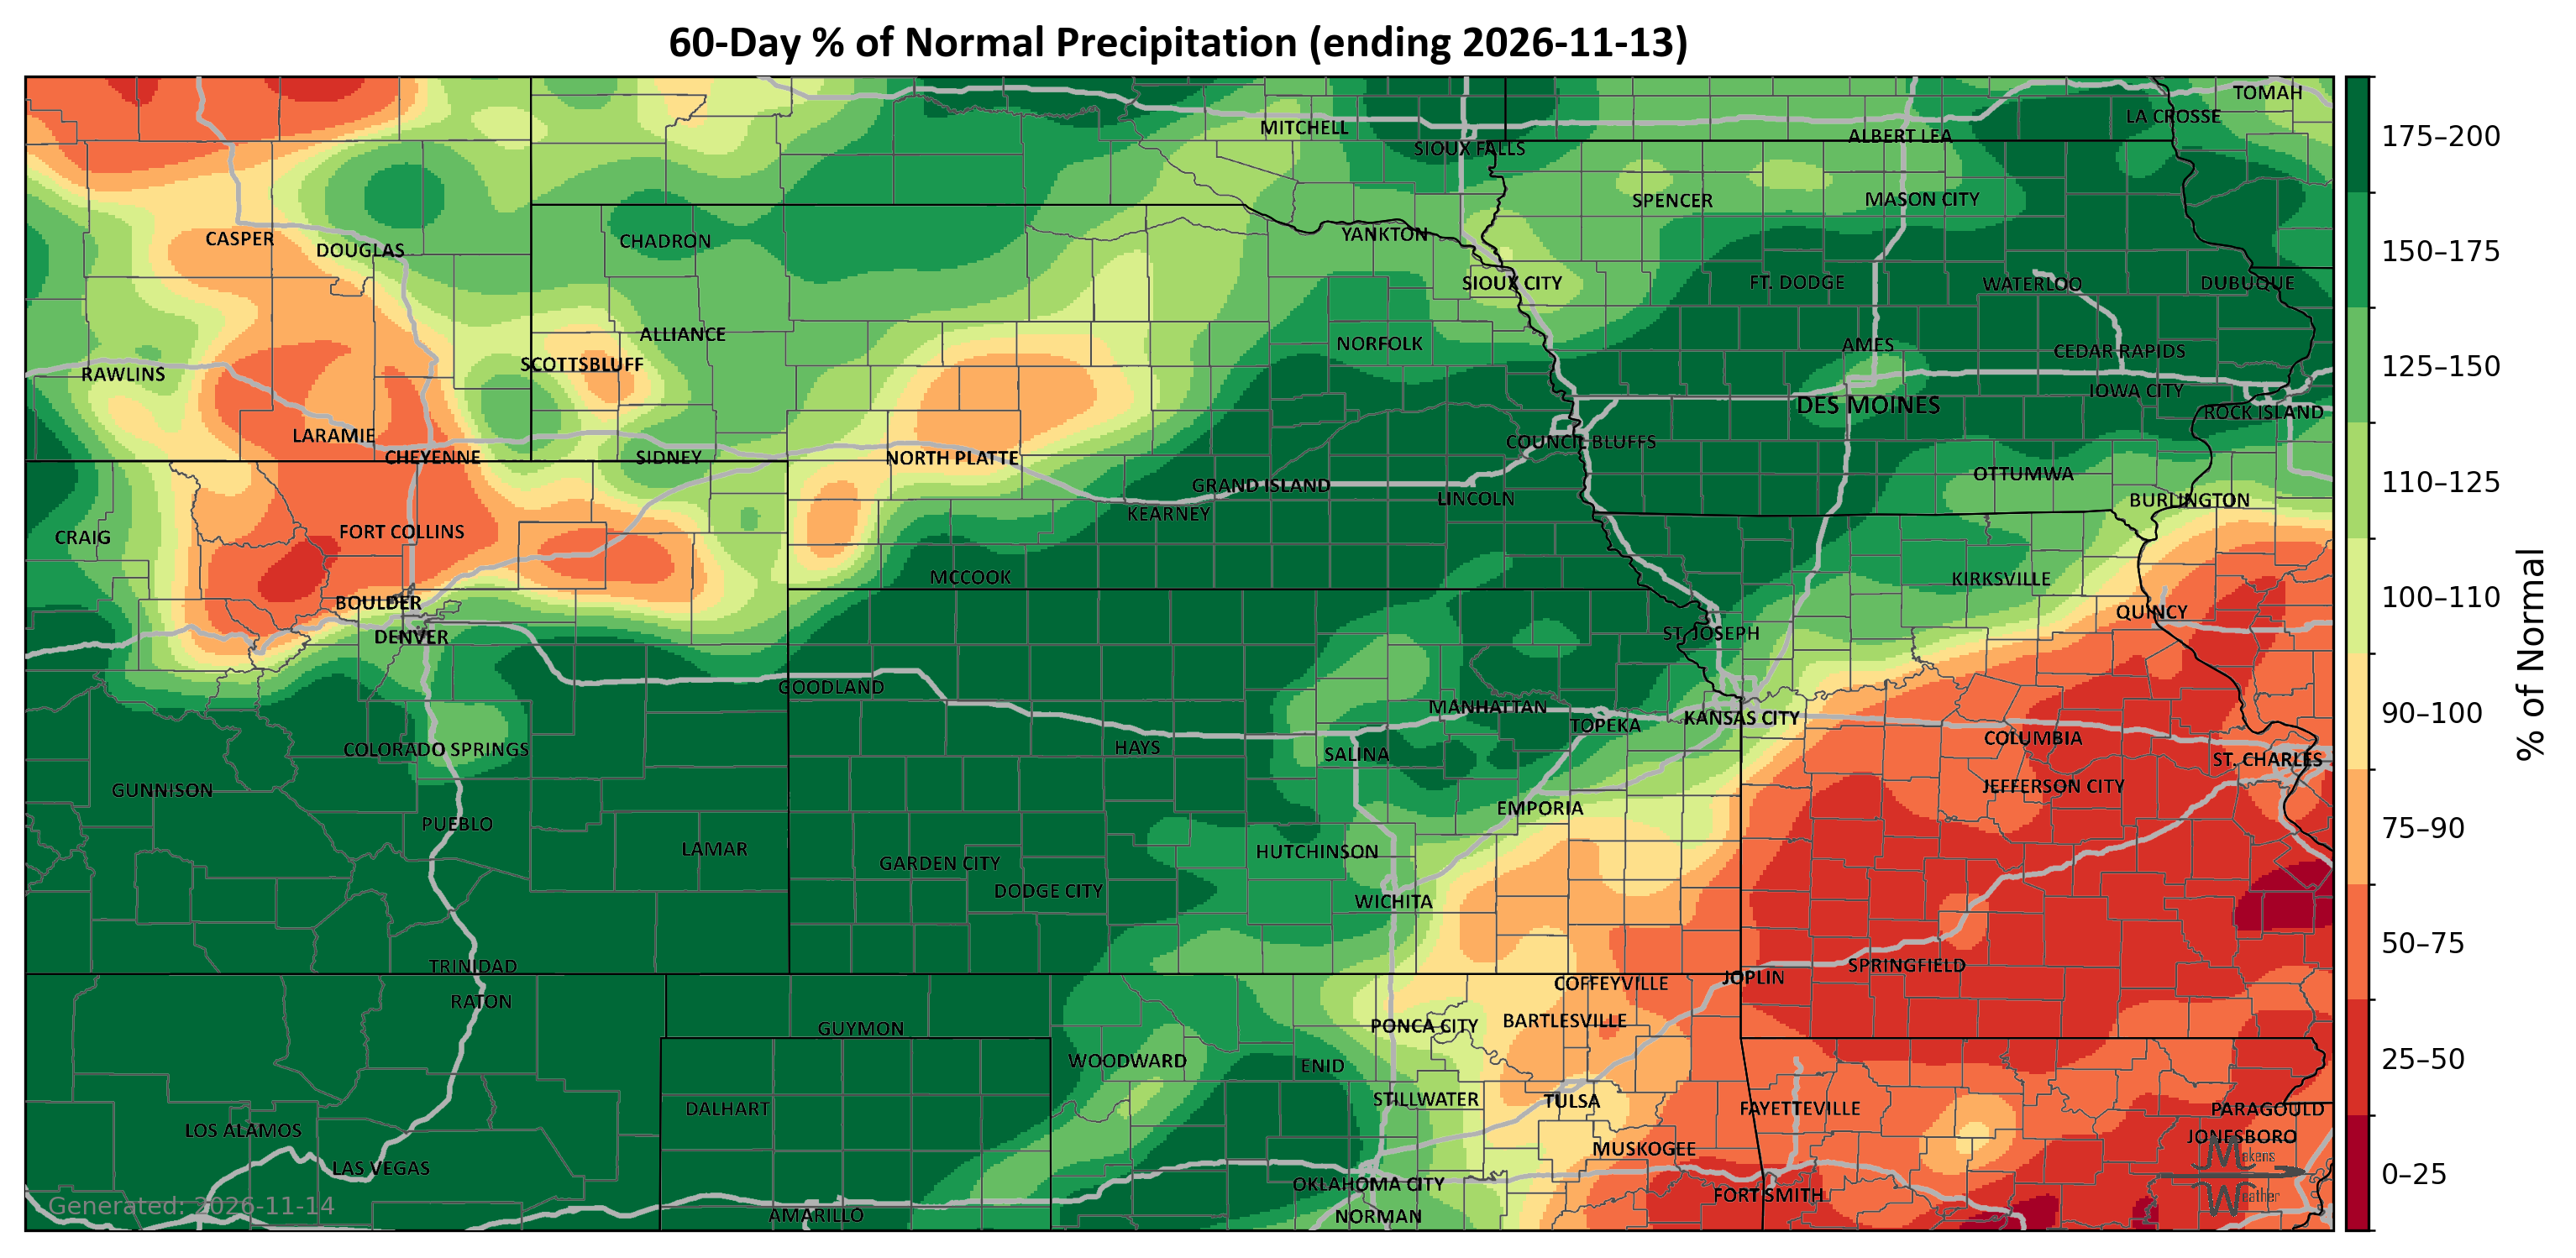 60-Day % of Normal Precipitation (ending 2026-11-13)
TOMAH
LA CROSSE
MITCHELL
ALBERT LEA
SIOUX FALLS
SPENCER
MASON CITY
YANKTON
CASPER
CHADRON
DOUGLAS
SIOUX CITY
FT. DODGE
WATERLOO
DUBUQUE
ALLIANCE
NORFOLK
AMES
CEDAR RAPIDS
SCOTTSBLUFF
RAWLINS
IOWA CITY
DES MOINES
ROCK ISLAND
LARAMIE
COUNCIL BLUFFS
CHEYENNE
SIDNEY
NORTH PLATTE
OTTUMWA
GRAND ISLAND
LINCOLN
BURLINGTON
KEARNEY
FORT COLLINS
CRAIG
MCCOOK
KIRKSVILLE
BOULDER
QUINCY
DENVER
ST. JOSEPH
GOODLAND
MANHATTAN
KANSAS CITY
TOPEKA
COLUMBIA
COLORADO SPRINGS
HAYS
SALINA
ST. CHARLES
GUNNISON
JEFFERSON CITY
EMPORIA
PUEBLO
LAMAR
HUTCHINSON
GARDEN CITY
DODGE CITY
WICHITA
TRINIDAD
SPRINGFIELD
JOPLIN
COFFEYVILLE
RATON
BARTLESVILLE
PONCA CITY
GUYMON
WOODWARD
ENID
STILLWATER
TULSA
DALHART
FAYETTEVILLE
PARAGOULD
LOS ALAMOS
JONESBORO
MUSKOGEE
LAS VEGAS
OKLAHOMA CITY
FORT SMITH
AMARILLO
NORMAN
Generated: 2026-11-14
Makens
Weather
175–200
150–175
125–150
110–125
100–110
90–100
75–90
50–75
25–50
0–25
% of Normal